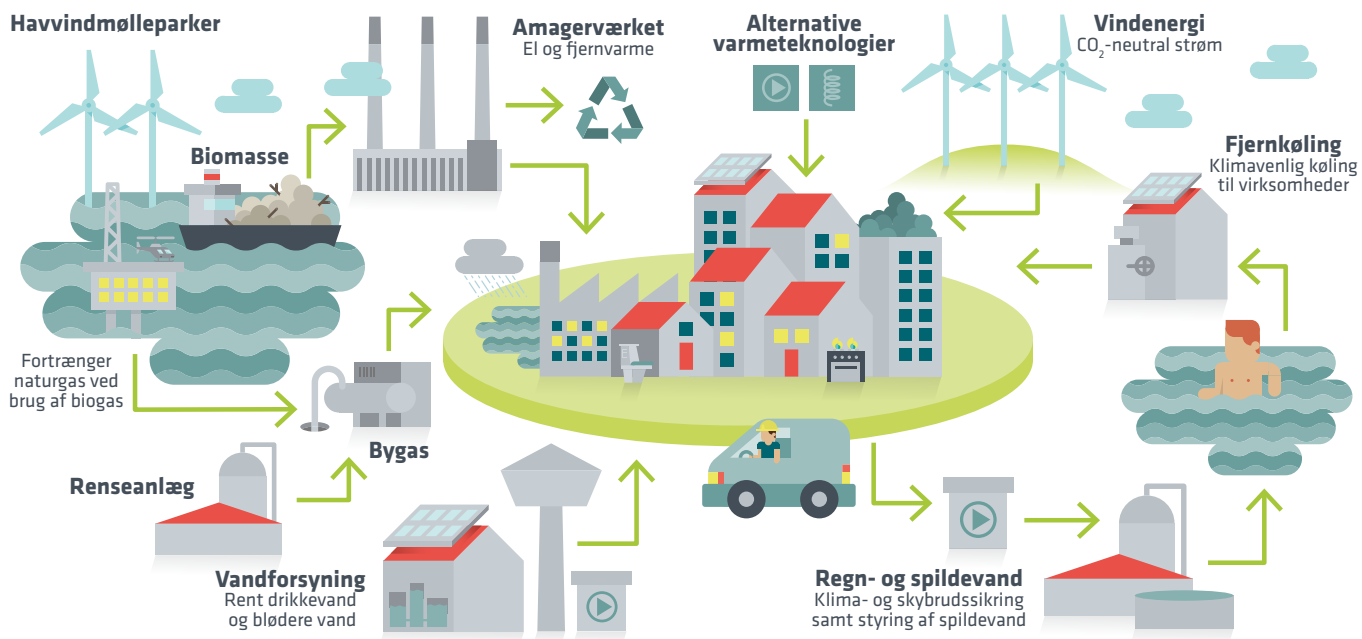 Havvindmølleparker
Amagerværket
El og fjernvarme
Alternative
varmeteknologier
Vindenergi
CO₂-neutral strøm
Biomasse
Fjernkøling
Klimavenlig køling
til virksomheder
Fortrænger
naturgas ved
brug af biogas
Bygas
Renseanlæg
Vandforsyning
Rent drikkevand
og blødere vand
Regn- og spildevand
Klima- og skybrudssikring
samt styring af spildevand